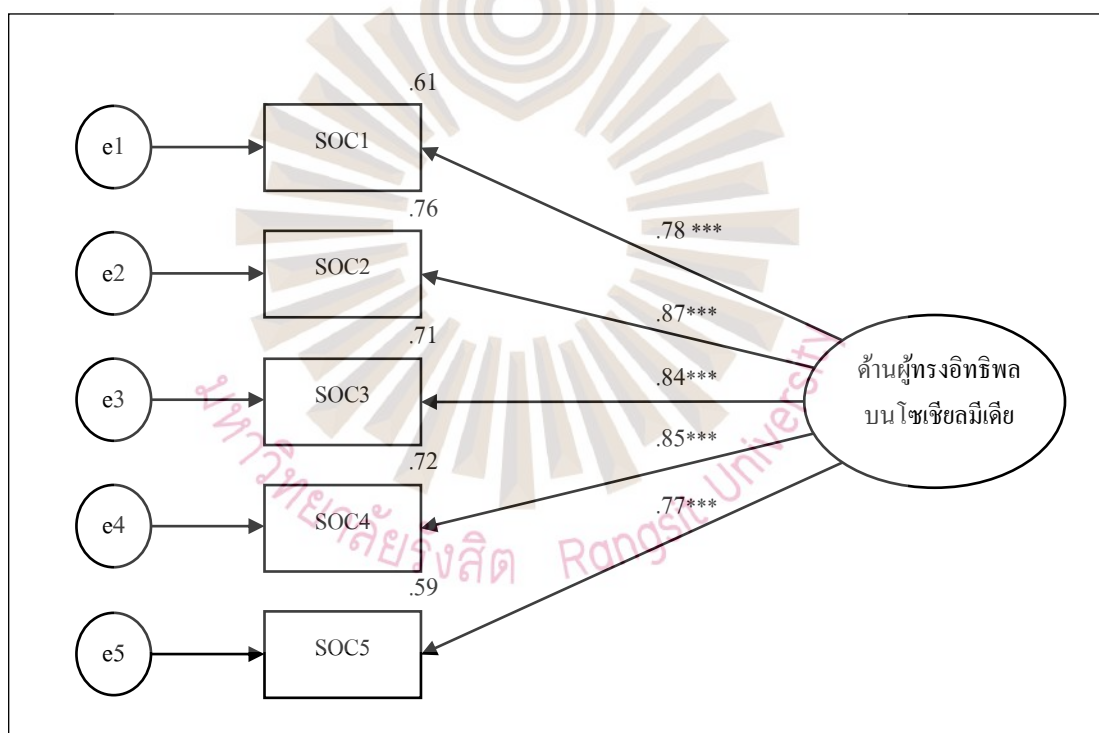 .61
e1
SOC1
.78 ***
.76
e2
SOC2
.87***
.71
e3
SOC3
.84***
ด้านผู้ทรงอิทธิพล
บนโซเชียลมีเดีย
.72
e4
SOC4
.85***
.59
e5
SOC5
.77***
มหาวิทยาลัยรังสิต Rangsit University